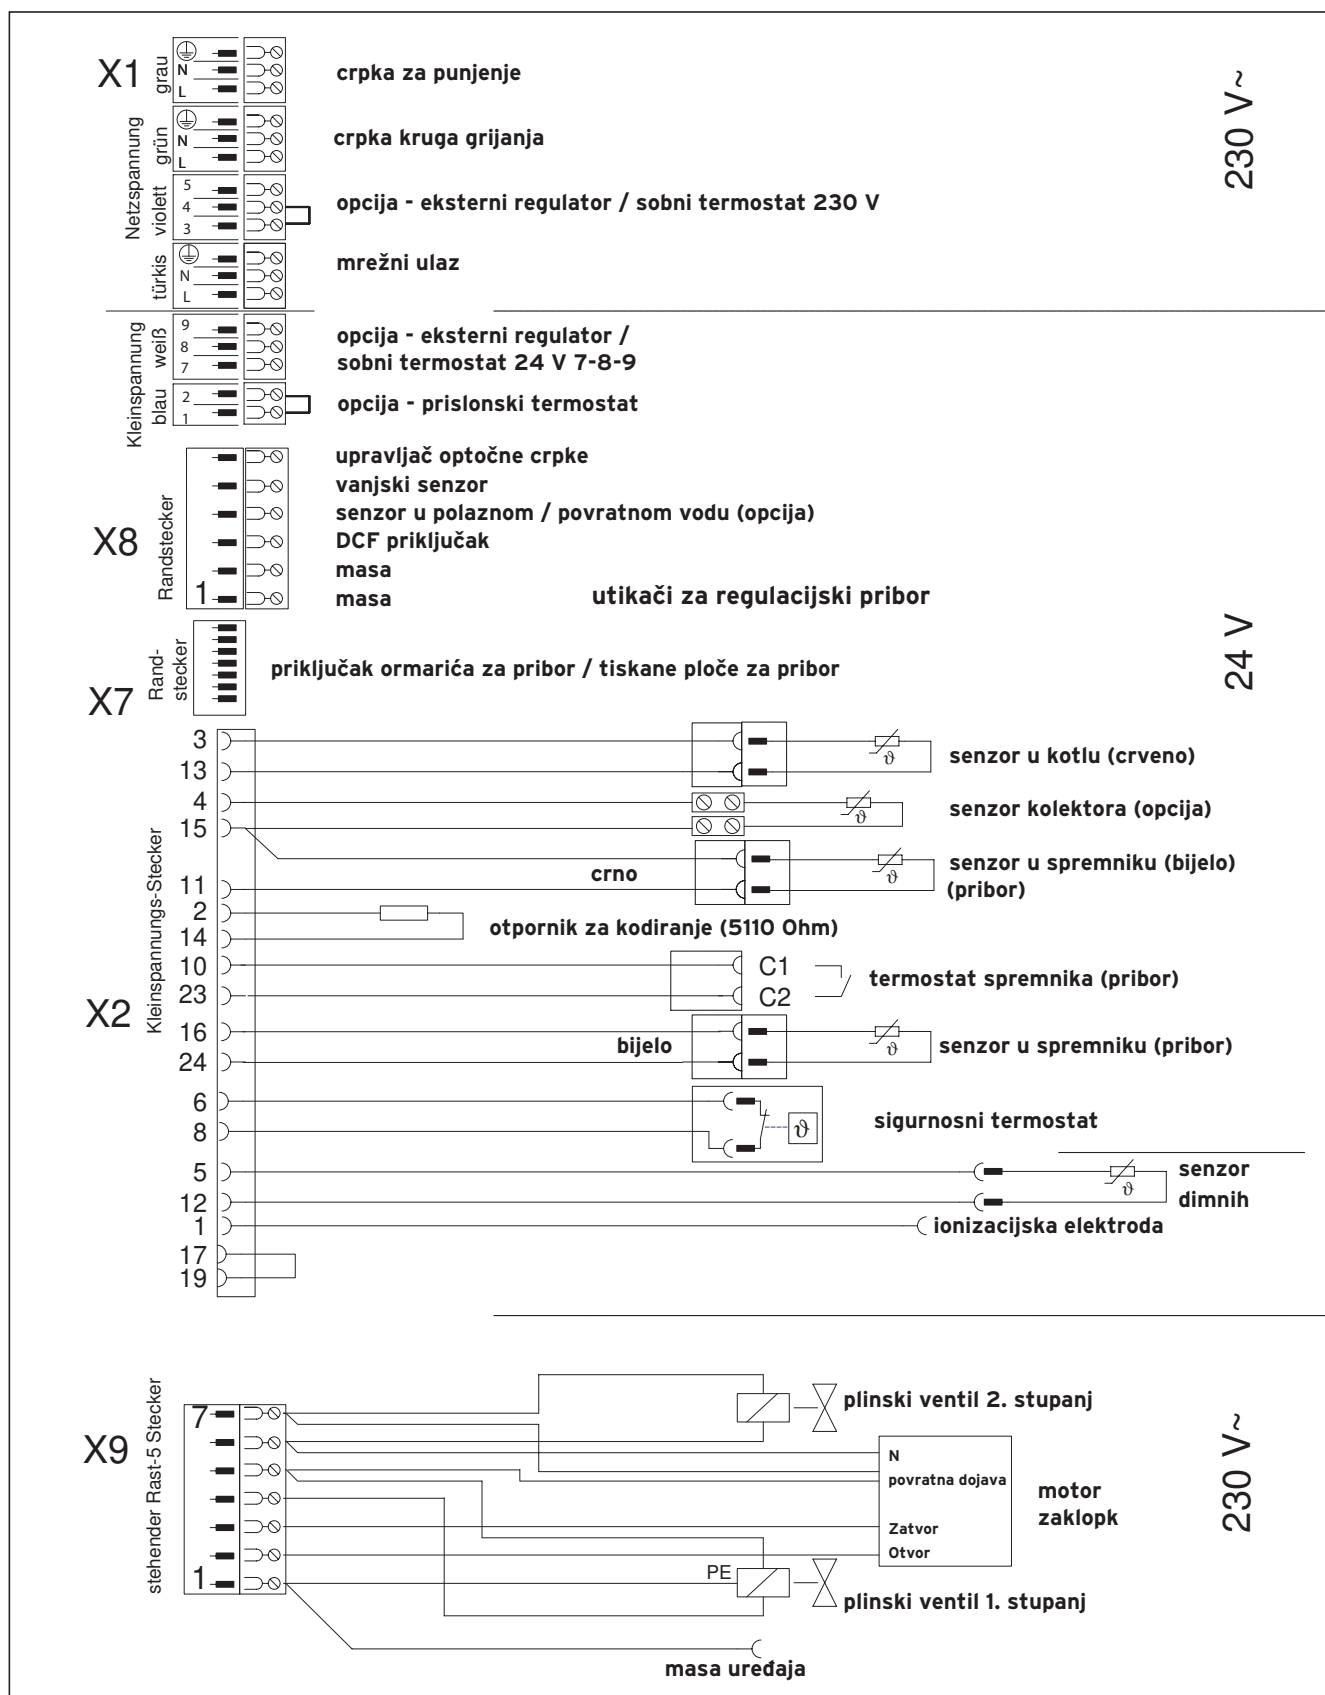 X1
grau
N
L
crpka za punjenje
230 V~
Netzspannung
grün
N
L
crpka kruga grijanja
violett
5
4
3
opcija - eksterni regulator / sobni termostat 230 V
türkis
N
L
mrežni ulaz
Kleinspannung
weiß
9
8
7
opcija - eksterni regulator /
sobni termostat 24 V 7-8-9
blau
2
1
opcija - prislonski termostat
X8
Randstecker
1
upravljač optočne crpke
vanjski senzor
senzor u polaznom / povratnom vodu (opcija)
DCF priključak
masa
masa
utikači za regulacijski pribor
24 V
X7
Rand-
stecker
priključak ormarića za pribor / tiskane ploče za pribor
X2
Kleinspannungs-Stecker
3
13
ϑ
senzor u kotlu (crveno)
4
15
ϑ
senzor kolektora (opcija)
11
crno
ϑ
senzor u spremniku (bijelo)
(pribor)
2
14
otpornik za kodiranje (5110 Ohm)
10
C1
23
C2
termostat spremnika (pribor)
16
24
bijelo
ϑ
senzor u spremniku (pribor)
6
8
ϑ
sigurnosni termostat
5
12
ϑ
senzor
dimnih
1
ionizacijska elektroda
17
19
X9
stehender Rast-5 Stecker
7
1
plinski ventil 2. stupanj
N
povratna dojava
Zatvor
Otvor
motor
zaklopk
230 V~
PE
plinski ventil 1. stupanj
masa uređaja